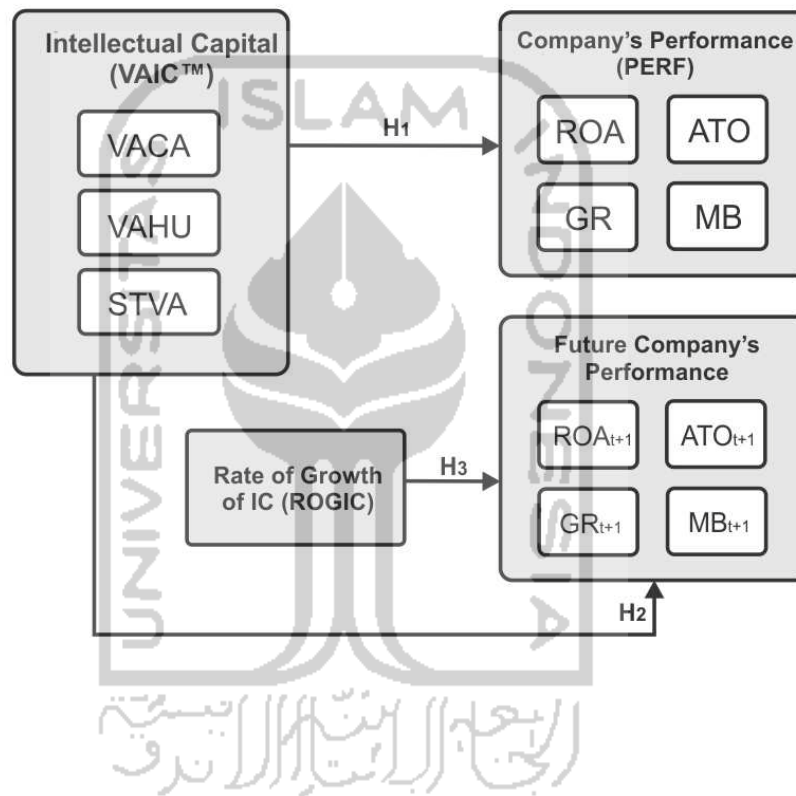 Intellectual Capital
(VAIC™)
VACA
VAHU
STVA
H1
Company's Performance
(PERF)
ROA
ATO
GR
MB
Future Company's
Performance
ROAt+1
ATOt+1
GRt+1
MBt+1
Rate of Growth
of IC (ROGIC)
H3
H2
UNIVERSITAS
ISLAM
INDONESIA